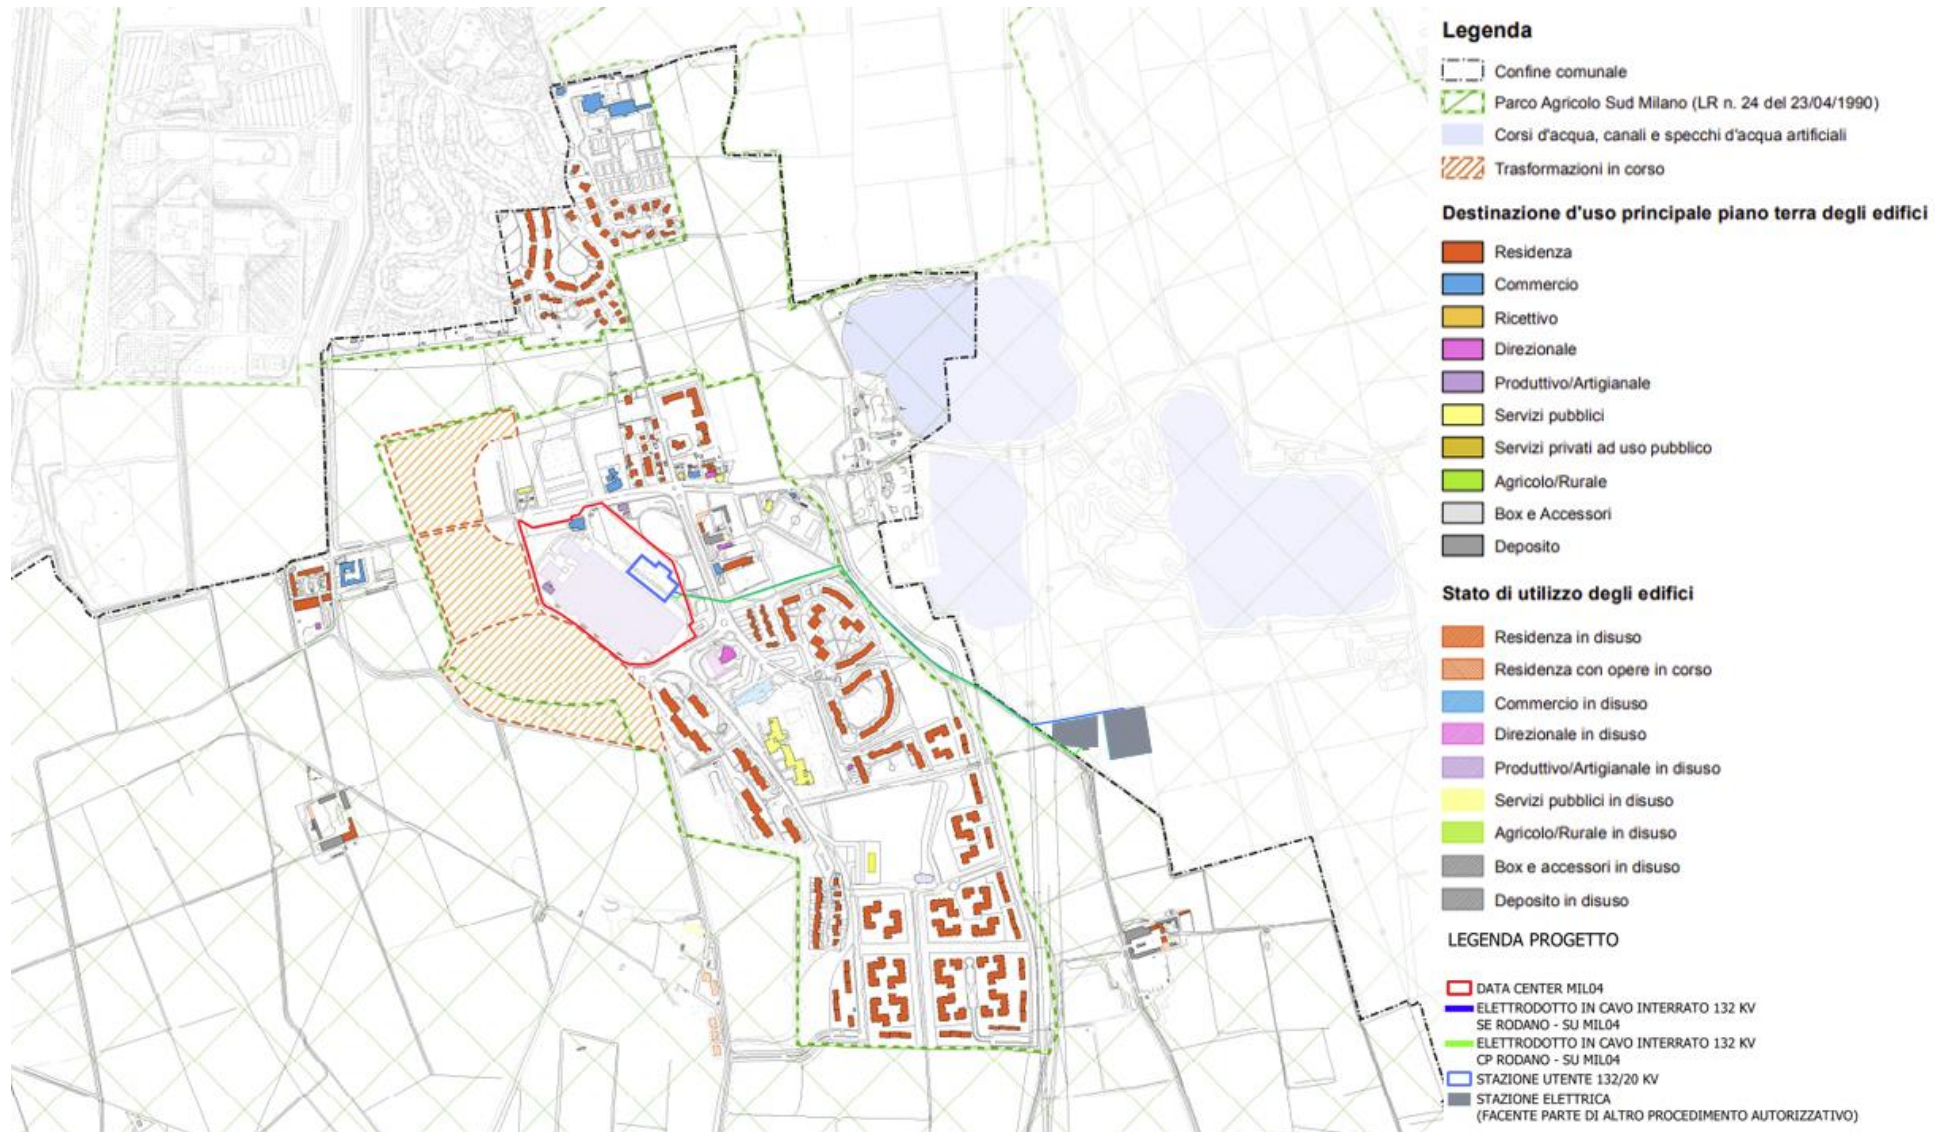 Legenda
Confine comunale
Parco Agricolo Sud Milano (LR n. 24 del 23/04/1990)
Corsi d'acqua, canali e specchi d'acqua artificiali
Trasformazioni in corso
Destinazione d'uso principale piano terra degli edifici
Residenza
Commercio
Ricettivo
Direzionale
Produttivo/Artigianale
Servizi pubblici
Servizi privati ad uso pubblico
Agricolo/Rurale
Box e Accessori
Deposito
Stato di utilizzo degli edifici
Residenza in disuso
Residenza con opere in corso
Commercio in disuso
Direzionale in disuso
Produttivo/Artigianale in disuso
Servizi pubblici in disuso
Agricolo/Rurale in disuso
Box e accessori in disuso
Deposito in disuso
LEGENDA PROGETTO
DATA CENTER MIL04
ELETTRODOTTO IN CAVO INTERRATO 132 KV
SE RODANO - SU MIL04
ELETTRODOTTO IN CAVO INTERRATO 132 KV
CP RODANO - SU MIL04
STAZIONE UTENTE 132/20 KV
STAZIONE ELETTRICA
(FACENTE PARTE DI ALTRO PROCEDIMENTO AUTORIZZATIVO)